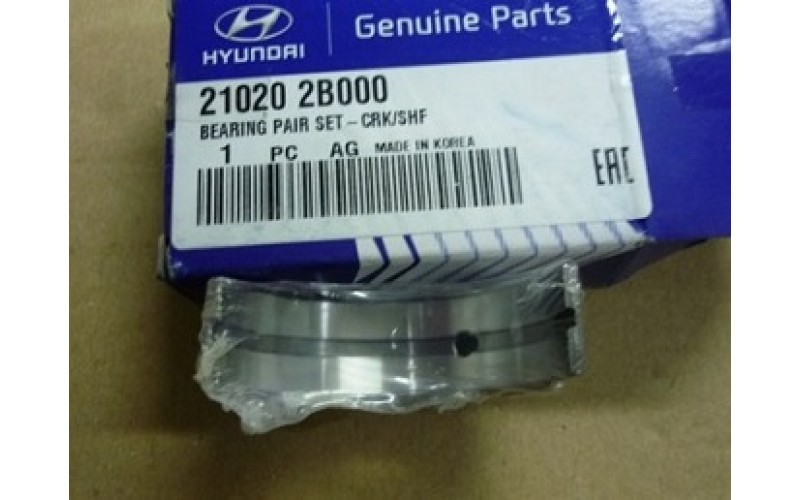 HYUNDAI
Genuine Parts
21020 2B000
BEARING PAIR SET-CRK/SHF
1 PC AG MADE IN KOREA
EAC